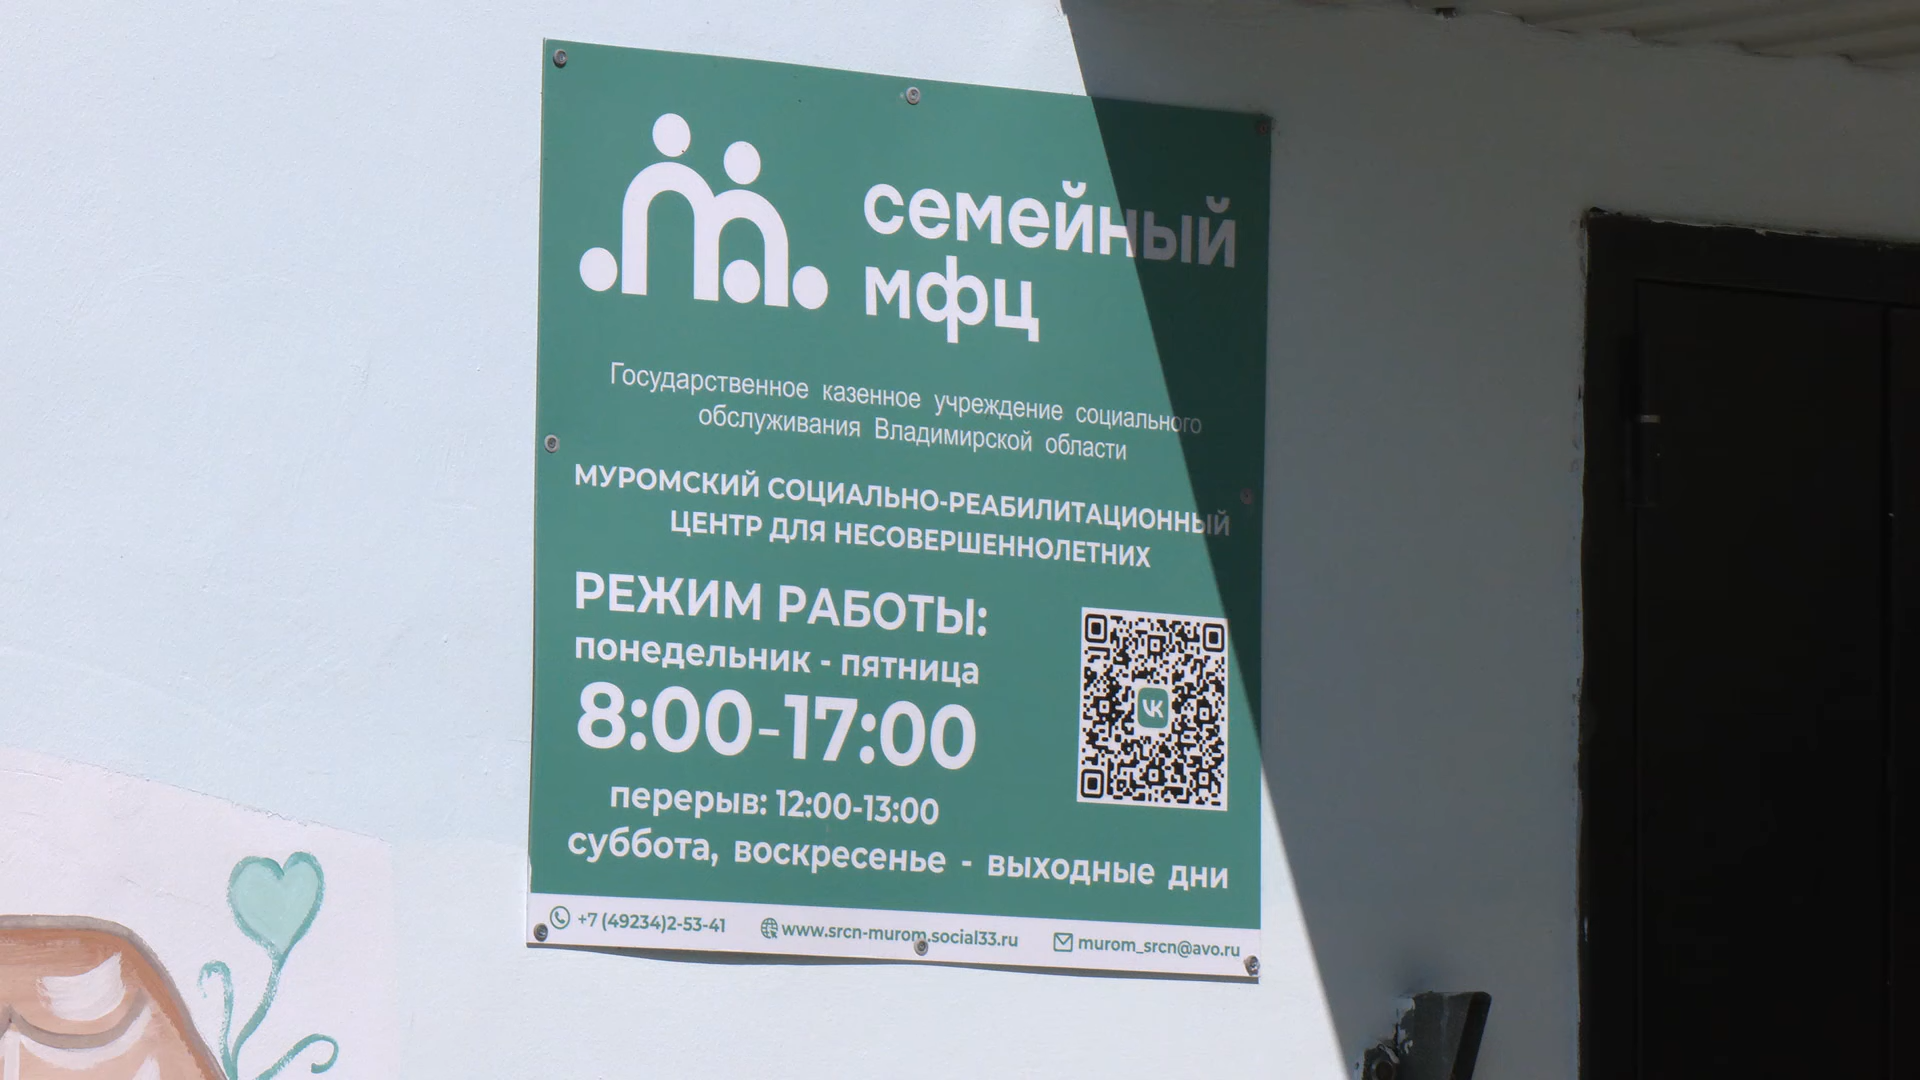 семейный
мфц
Государственное казенное учреждение социального
обслуживания Владимирской области
МУРОМСКИЙ СОЦИАЛЬНО-РЕАБИЛИТАЦИОННЫЙ
ЦЕНТР ДЛЯ НЕСОВЕРШЕННОЛЕТНИХ
РЕЖИМ РАБОТЫ:
понедельник - пятница
8:00-17:00
перерыв: 12:00-13:00
суббота, воскресенье - выходные дни
+7 (49234)2-53-41 www.srcn-murom.social33.ru murom_srcn@avo.ru